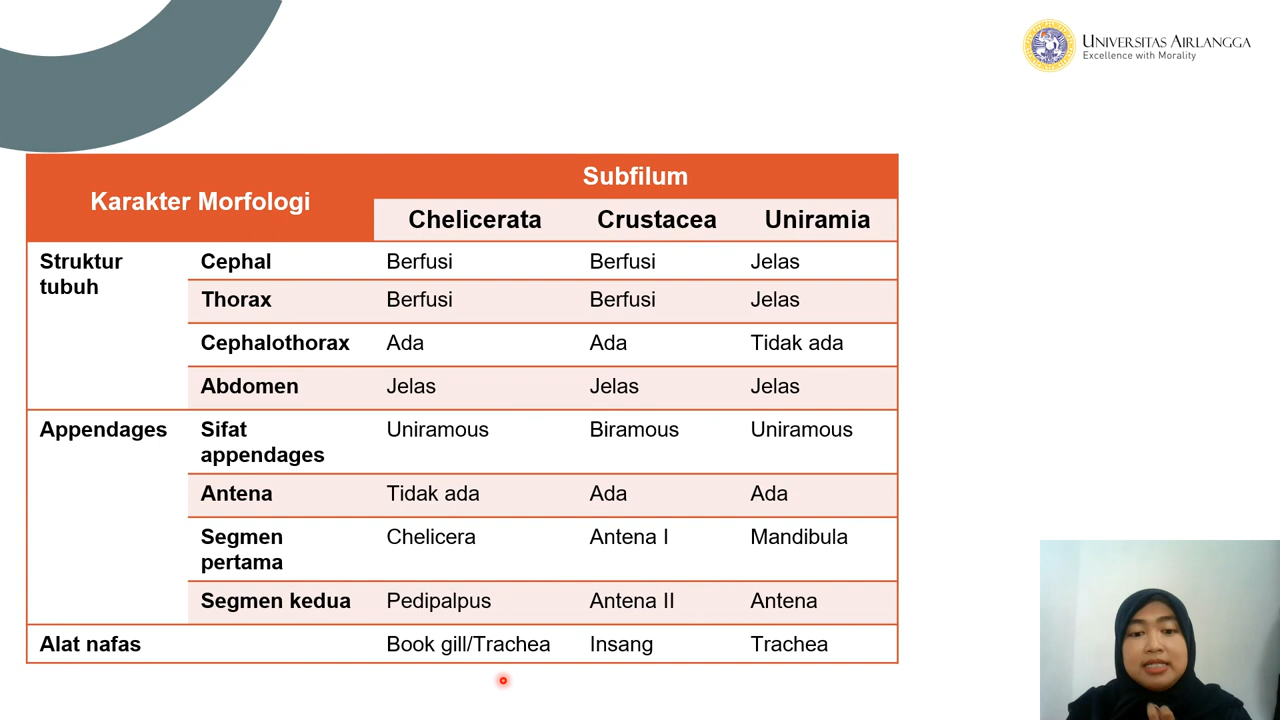 UNIVERSITAS AIRLANGGA
Excellence with Morality
Karakter Morfologi
Subfilum
Chelicerata Crustacea Uniramia
Struktur tubuh Cephal Berfusi Berfusi Jelas
Thorax Berfusi Berfusi Jelas
Cephalothorax Ada Ada Tidak ada
Abdomen Jelas Jelas Jelas
Appendages Sifat appendages Uniramous Biramous Uniramous
Antena Tidak ada Ada Ada
Segmen pertama Chelicera Antena I Mandibula
Segmen kedua Pedipalpus Antena II Antena
Alat nafas Book gill/Trachea Insang Trachea